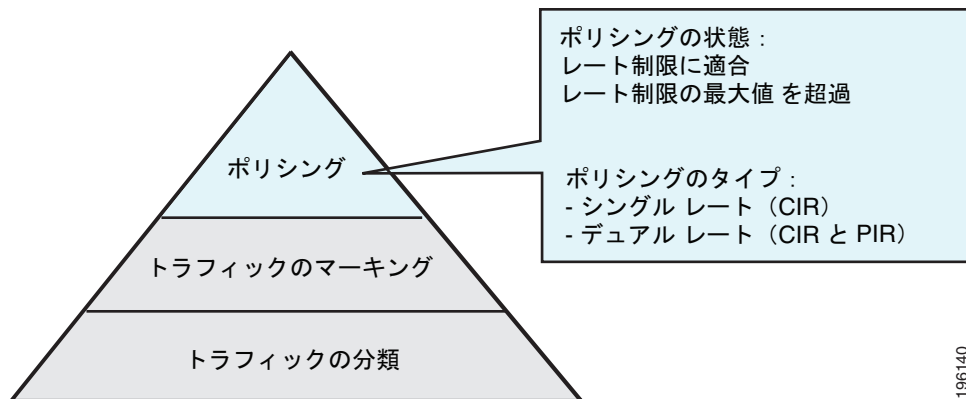 ポリシングの状態：
レート制限に適合
レート制限の最大値 を超過
ポリシングのタイプ：
- シングル レート（CIR）
- デュアル レート（CIR と PIR）
ポリシング
トラフィックのマーキング
トラフィックの分類
196140